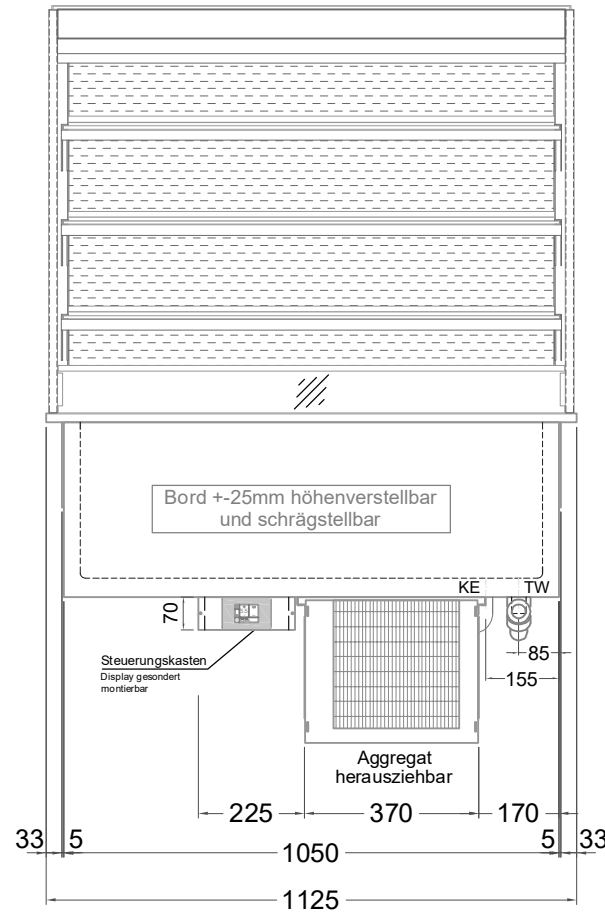 Bord +-25mm höhenverstellbar
und schrägstellbar
KE TW
70
85
Steuerungskasten
Display gesondert
montierbar
155
Aggregat
herausziehbar
225 370 170
33 5 1050 5 33
1125